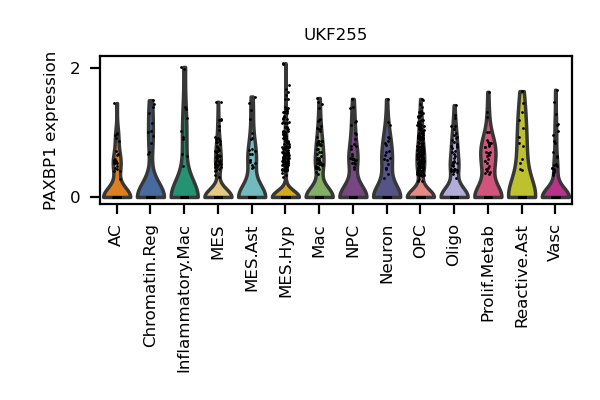 UKF255
PAXBP1 expression
2
0
AC
Chromatin.Reg
Inflammatory.Mac
MES
MES.Ast
MES.Hyp
Mac
NPC
Neuron
OPC
Oligo
Prolif.Metab
Reactive.Ast
Vasc